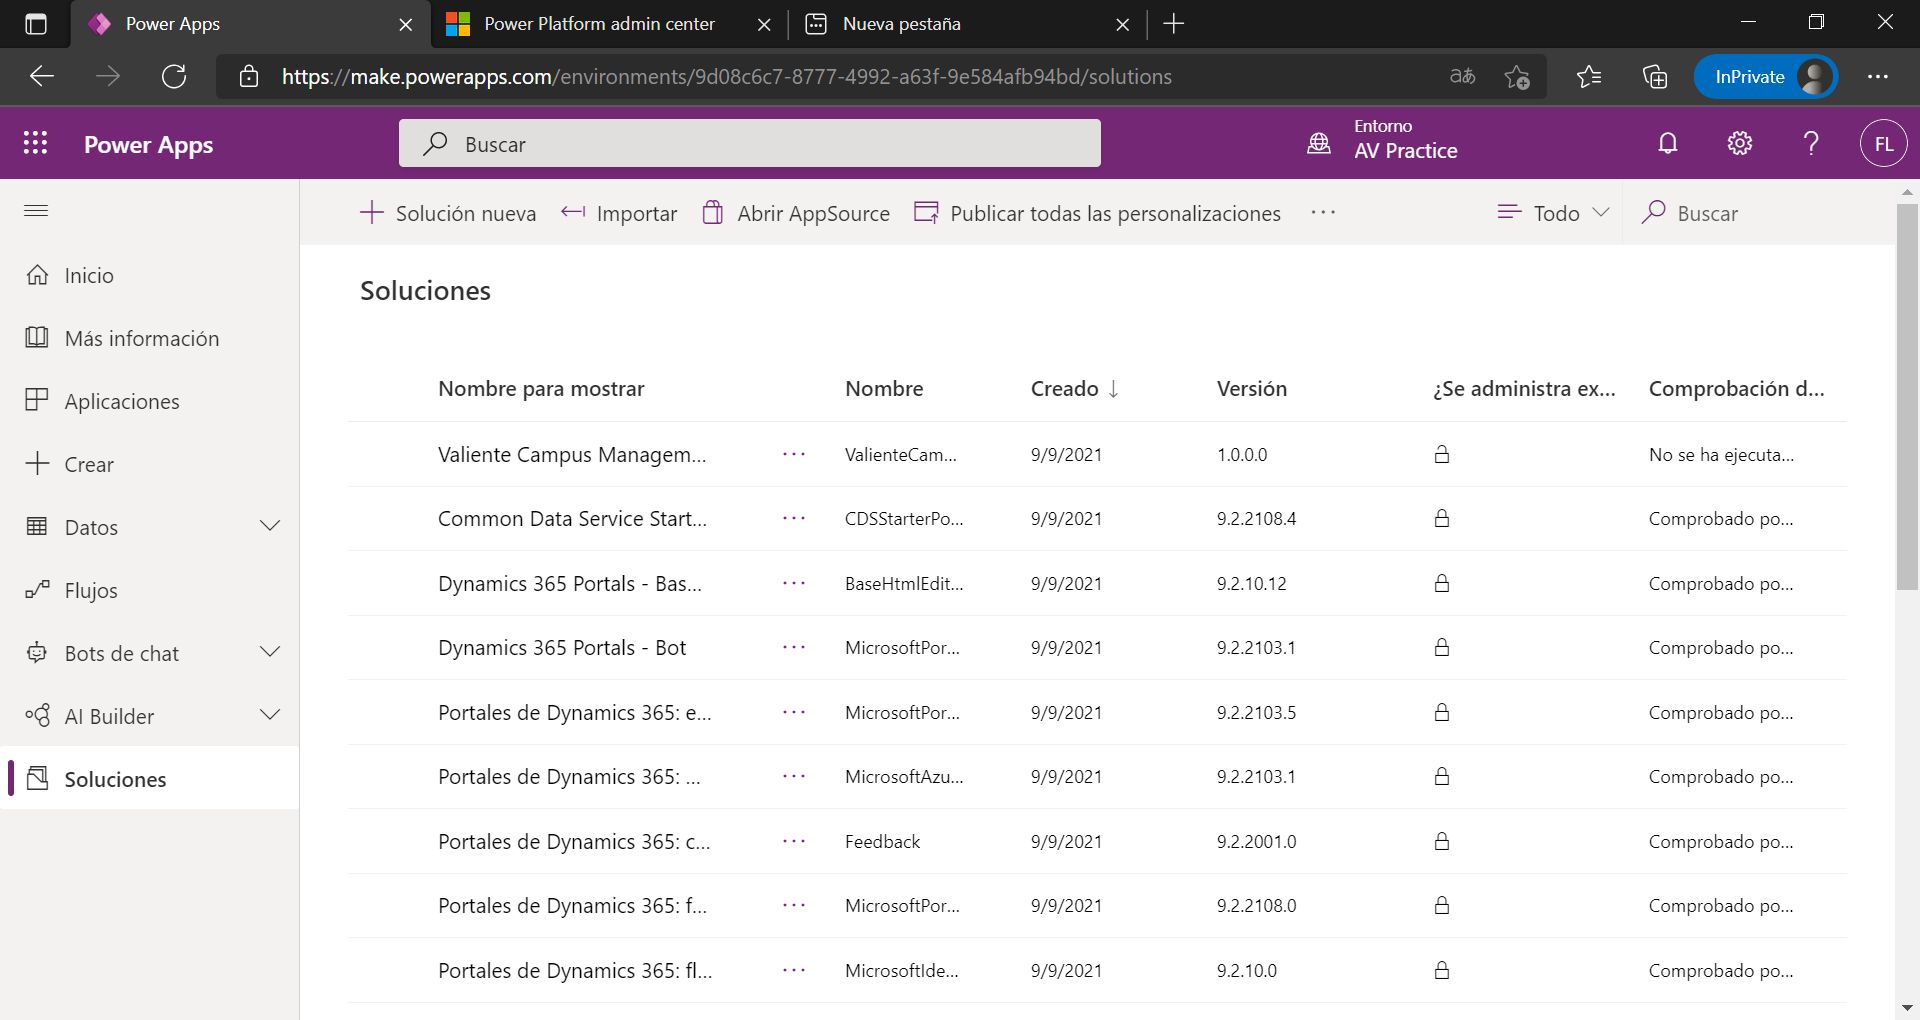 Power Apps
Power Platform admin center
Nueva pestaña
https://make.powerapps.com/environments/9d08c6c7-8777-4992-a63f-9e584afb94bd/solutions
aあ
InPrivate
Power Apps
Buscar
Entorno
AV Practice
FL
Solución nueva
Importar
Abrir AppSource
Publicar todas las personalizaciones
Todo
Buscar
Inicio
Más información
Aplicaciones
Crear
Datos
Flujos
Bots de chat
AI Builder
Soluciones
Soluciones
Nombre para mostrar Nombre Creado ↓ Versión ¿Se administra ex... Comprobación d...
Valiente Campus Managem... ValienteCam... 9/9/2021 1.0.0.0 No se ha ejecuta...
Common Data Service Start... CDSStarterPo... 9/9/2021 9.2.2108.4 Comprobado po...
Dynamics 365 Portals - Bas... BaseHtmlEdit... 9/9/2021 9.2.10.12 Comprobado po...
Dynamics 365 Portals - Bot MicrosoftPor... 9/9/2021 9.2.2103.1 Comprobado po...
Portales de Dynamics 365: e... MicrosoftPor... 9/9/2021 9.2.2103.5 Comprobado po...
Portales de Dynamics 365: ... MicrosoftAzu... 9/9/2021 9.2.2103.1 Comprobado po...
Portales de Dynamics 365: c... Feedback 9/9/2021 9.2.2001.0 Comprobado po...
Portales de Dynamics 365: f... MicrosoftPor... 9/9/2021 9.2.2108.0 Comprobado po...
Portales de Dynamics 365: fl... MicrosoftIde... 9/9/2021 9.2.10.0 Comprobado po...